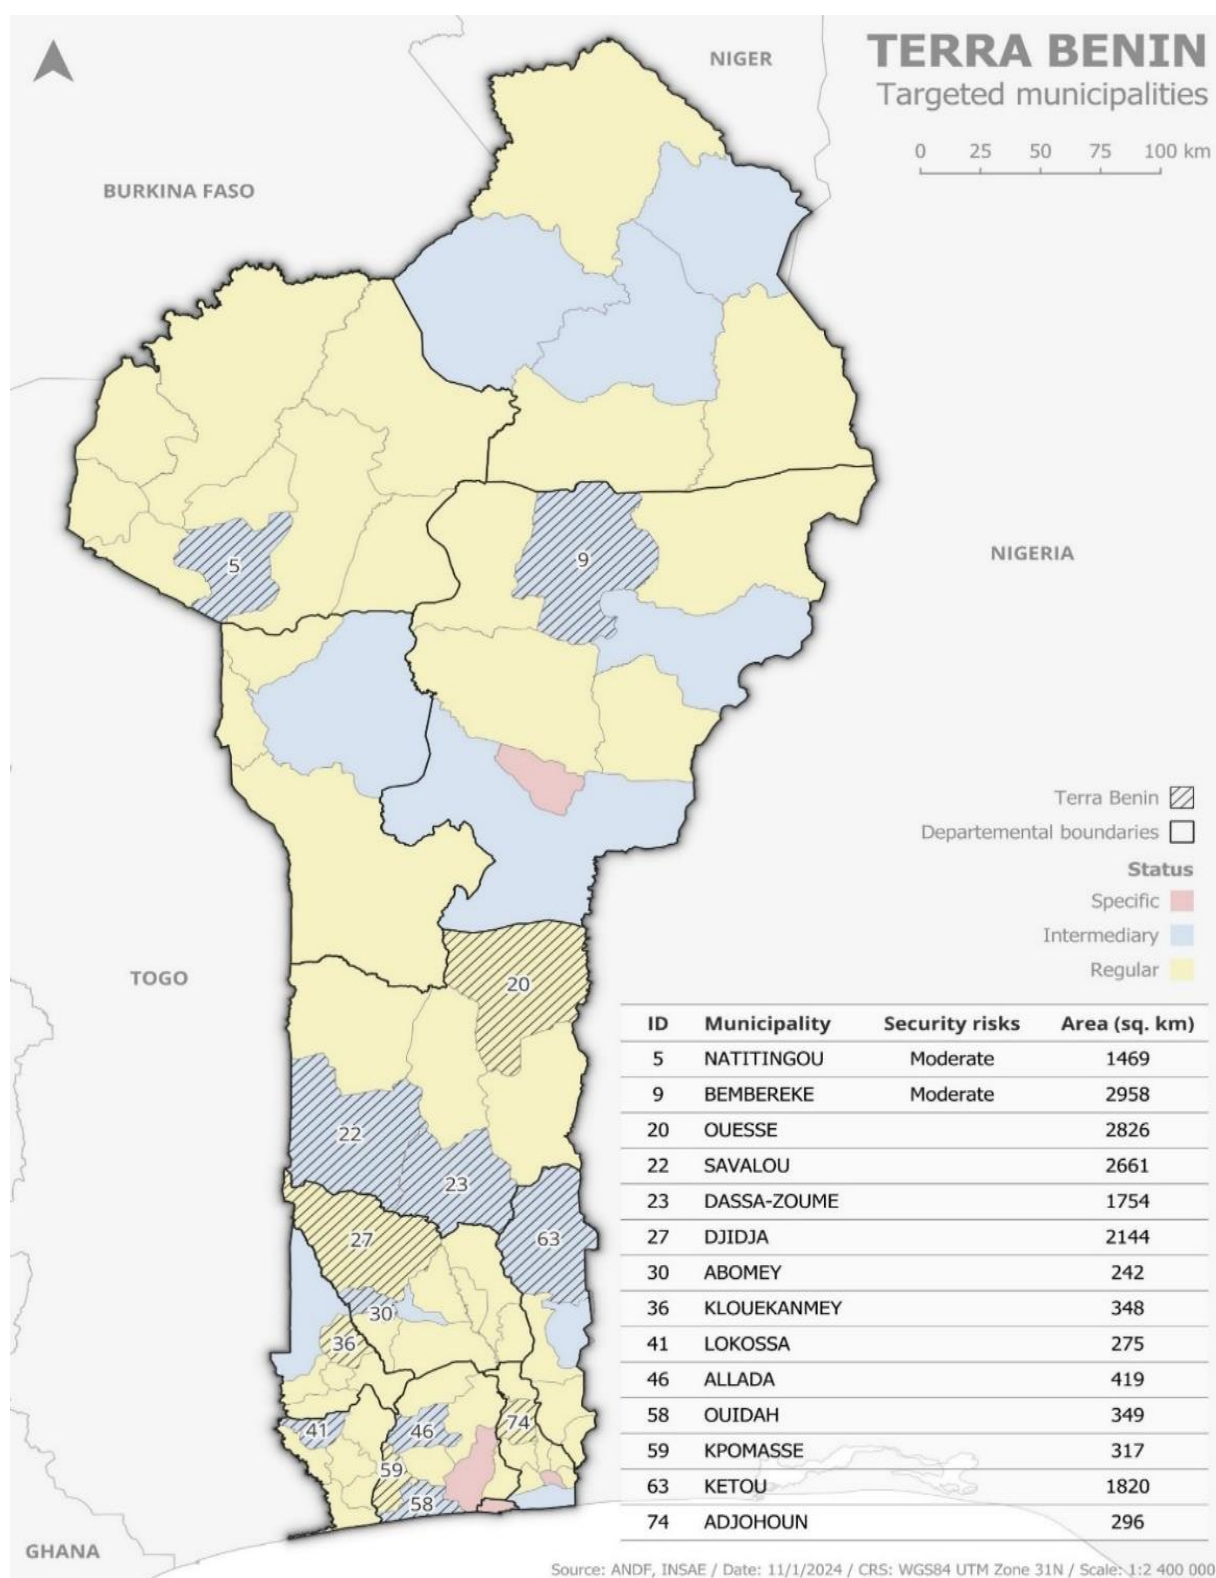 TERRA BENIN
Targeted municipalities
0 25 50 75 100 km
NIGER
BURKINA FASO
NIGERIA
TOGO
GHANA
5
9
20
22
23
27
63
30
36
41
46
74
59
58
Terra Benin
Departemental boundaries
Status
Specific
Intermediary
Regular
ID Municipality Security risks Area (sq. km)
5 NATITINGOU Moderate 1469
9 BEMBEREKE Moderate 2958
20 OUESSE 2826
22 SAVALOU 2661
23 DASSA-ZOUME 1754
27 DJIDJA 2144
30 ABOMEY 242
36 KLOUEKANMEY 348
41 LOKOSSA 275
46 ALLADA 419
58 OUIDAH 349
59 KPOMASSE 317
63 KETOU 1820
74 ADJOHOUN 296
Source: ANDF, INSAE / Date: 11/1/2024 / CRS: WGS84 UTM Zone 31N / Scale: 1:2 400 000